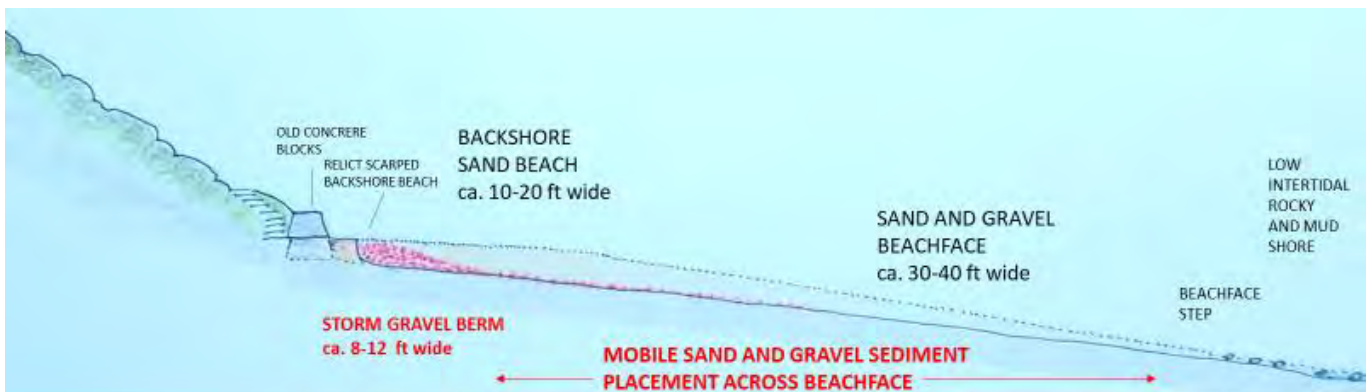 OLD CONCRERE
BLOCKS
RELICT SCARPED
BACKSHORE BEACH
BACKSHORE
SAND BEACH
ca. 10-20 ft wide
SAND AND GRAVEL
BEACHFACE
ca. 30-40 ft wide
LOW
INTERTIDAL
ROCKY
AND MUD
SHORE
BEACHFACE
STEP
STORM GRAVEL BERM
ca. 8-12 ft wide
MOBILE SAND AND GRAVEL SEDIMENT
PLACEMENT ACROSS BEACHFACE